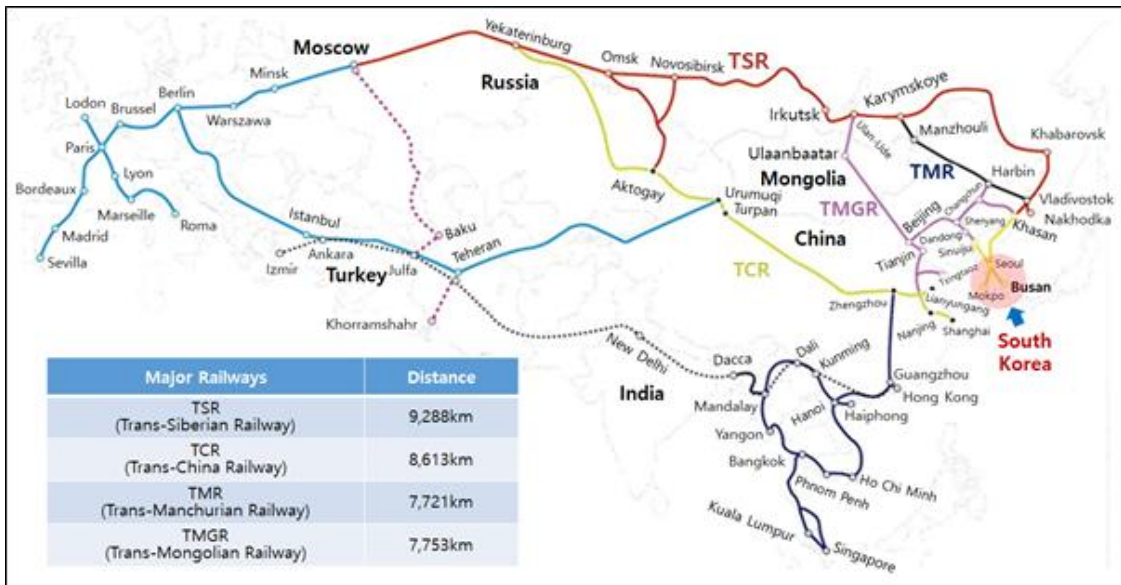 Moscow
Yekaterinburg
Omsk
Novosibirsk
TSR
Minsk
Russia
Berlin
Lodon
Brussel
Warszawa
Irkutsk
Karymskoye
Ulan-Ude
Manzhouli
Khabarovsk
Paris
Ulaanbaatar
Mongolia
TMR
Harbin
Lyon
Aktogay
Urumqi
Turpan
TMGR
Beijing
Changchun
Vladivostok
Nakhodka
Bordeaux
Marseille
Roma
Istanbul
Baku
China
Shenyang
Khasan
Dandong
Madrid
Izmir
Ankara
Teheran
Julfa
Turkey
Tianjin
Sinuiju
Seoul
Sevilla
TCR
Tsingtaoz
Busan
Mokpo
Zhengzhou
Lianyungang
Khorramshahr
Nanjing
Shanghai
South
Korea
New Delhi
Dacca
Dali
Kunming
India
Guangzhou
Hong Kong
Mandalay
Hanoi
Haiphong
Yangon
Bangkok
Phnom Penh
Ho Chi Minh
Kuala Lumpur
Singapore
Major Railways Distance
TSR
(Trans-Siberian Railway) 9,288km
TCR
(Trans-China Railway) 8,613km
TMR
(Trans-Manchurian Railway) 7,721km
TMGR
(Trans-Mongolian Railway) 7,753km